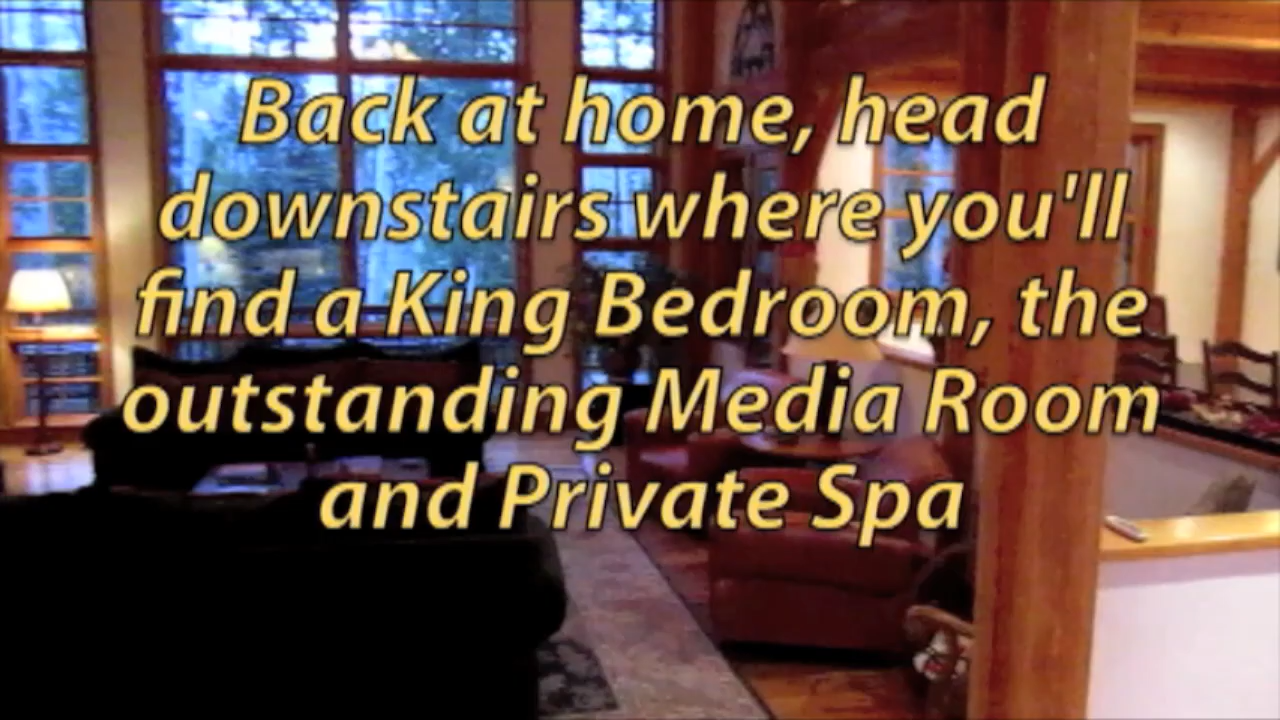 Back at home, head
downstairs where you'll
find a King Bedroom, the
outstanding Media Room
and Private Spa